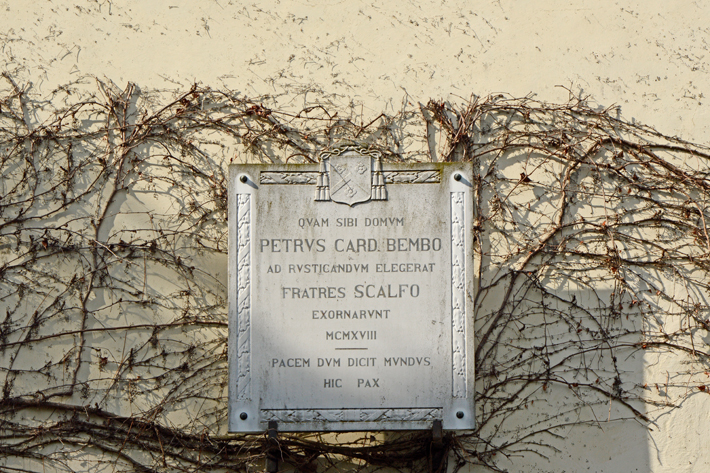 QVAM SIBI DOMVM
PETRVS CARD. BEMBO
AD RVSTICANDVM ELEGERAT
FRATRES SCALFO
EXORNARVNT
MCMXVIII
PACEM DVM DICIT MVNDVS
HIC PAX